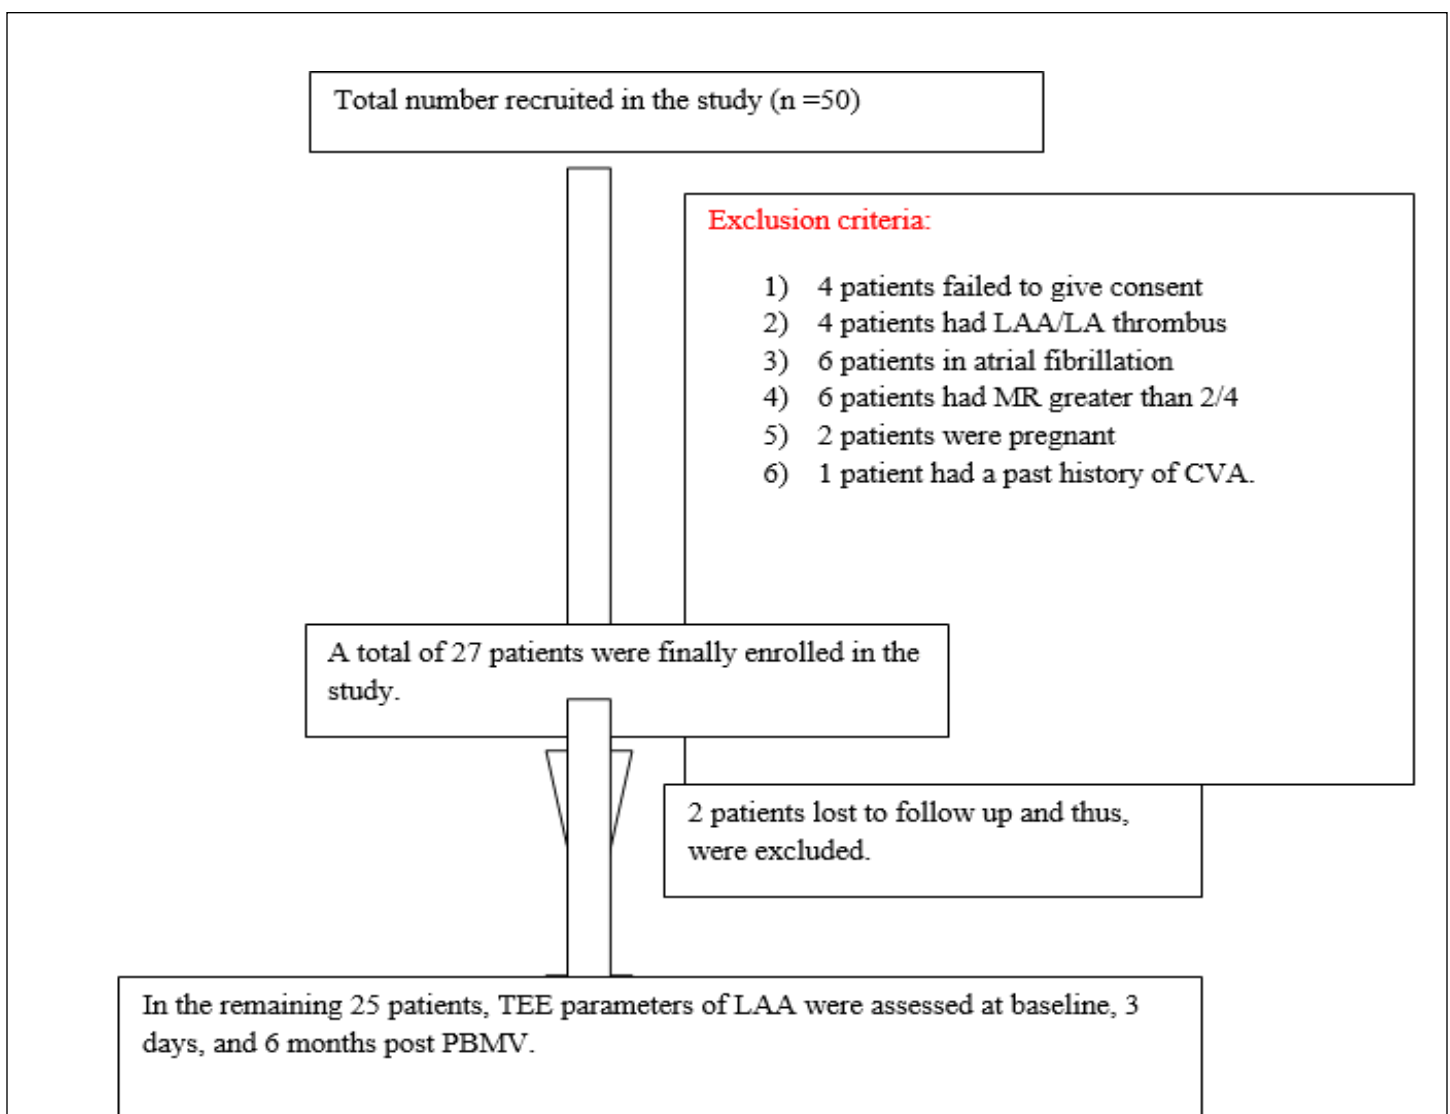 Total number recruited in the study (n =50)
Exclusion criteria:
1) 4 patients failed to give consent
2) 4 patients had LAA/LA thrombus
3) 6 patients in atrial fibrillation
4) 6 patients had MR greater than 2/4
5) 2 patients were pregnant
6) 1 patient had a past history of CVA.
A total of 27 patients were finally enrolled in the
study.
2 patients lost to follow up and thus,
were excluded.
In the remaining 25 patients, TEE parameters of LAA were assessed at baseline, 3
days, and 6 months post PBMV.